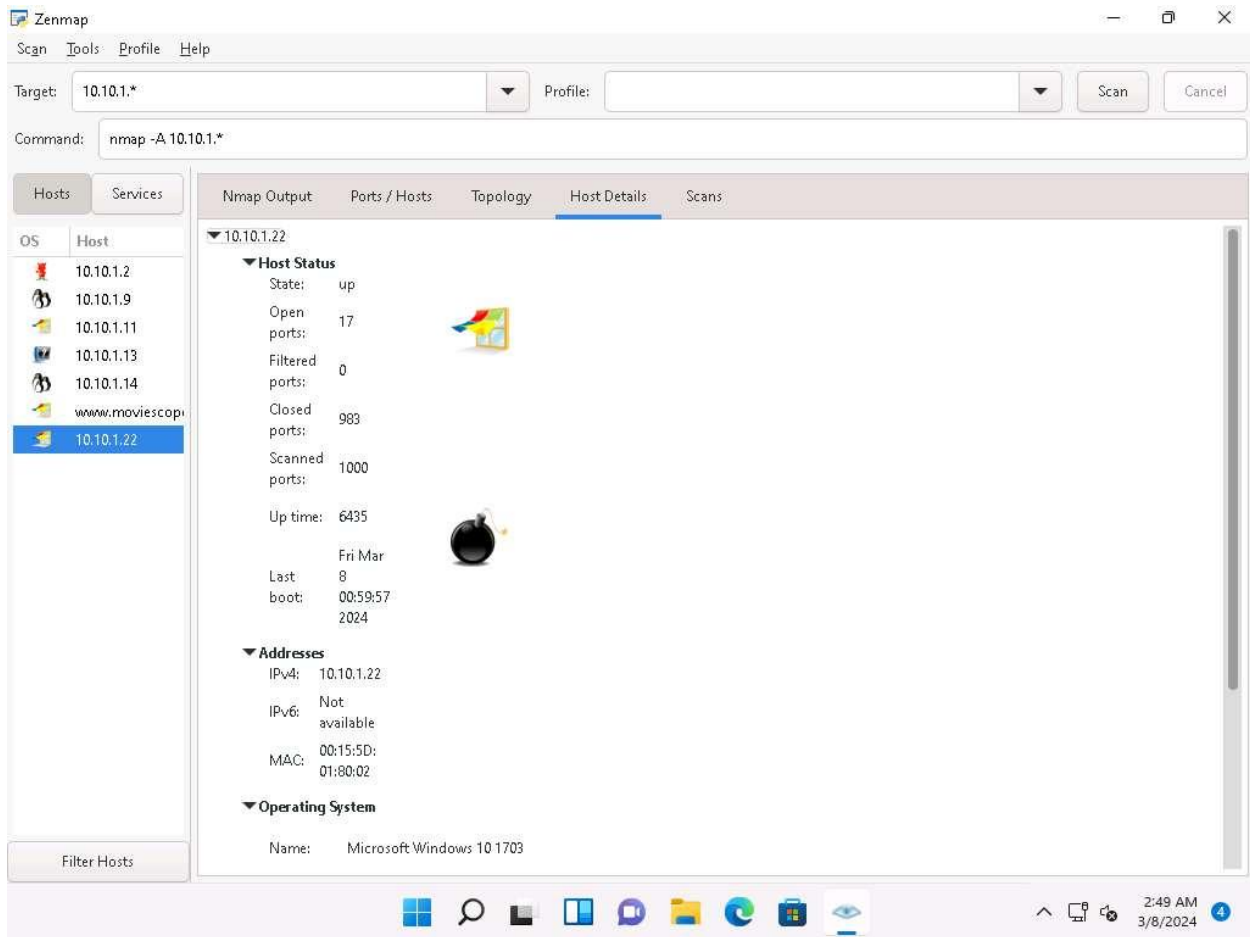 Zenmap
Scan Tools Profile Help
Target: 10.10.1.* Profile: Scan Cancel
Command: nmap -A 10.10.1.*
Hosts Services
Nmap Output Ports / Hosts Topology Host Details Scans
OS Host
10.10.1.2
10.10.1.9
10.10.1.11
10.10.1.13
10.10.1.14
www.moviescop
10.10.1.22
Filter Hosts
10.10.1.22
Host Status
State: up
Open ports: 17
Filtered ports: 0
Closed ports: 983
Scanned ports: 1000
Up time: 6435
Last boot: Fri Mar 8 00:59:57 2024
Addresses
IPv4: 10.10.1.22
IPv6: Not available
MAC: 00:15:5D:01:80:02
Operating System
Name: Microsoft Windows 10 1703
2:49 AM
3/8/2024
4